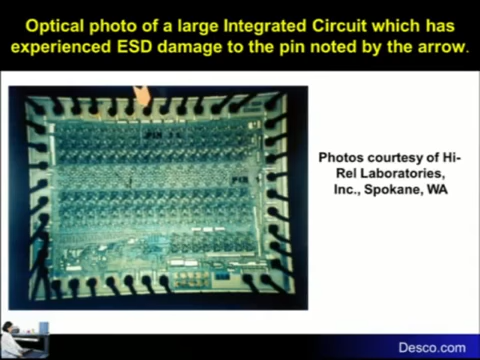 Optical photo of a large Integrated Circuit which has
experienced ESD damage to the pin noted by the arrow.
Photos courtesy of Hi-
Rel Laboratories,
Inc., Spokane, WA
Desco.com